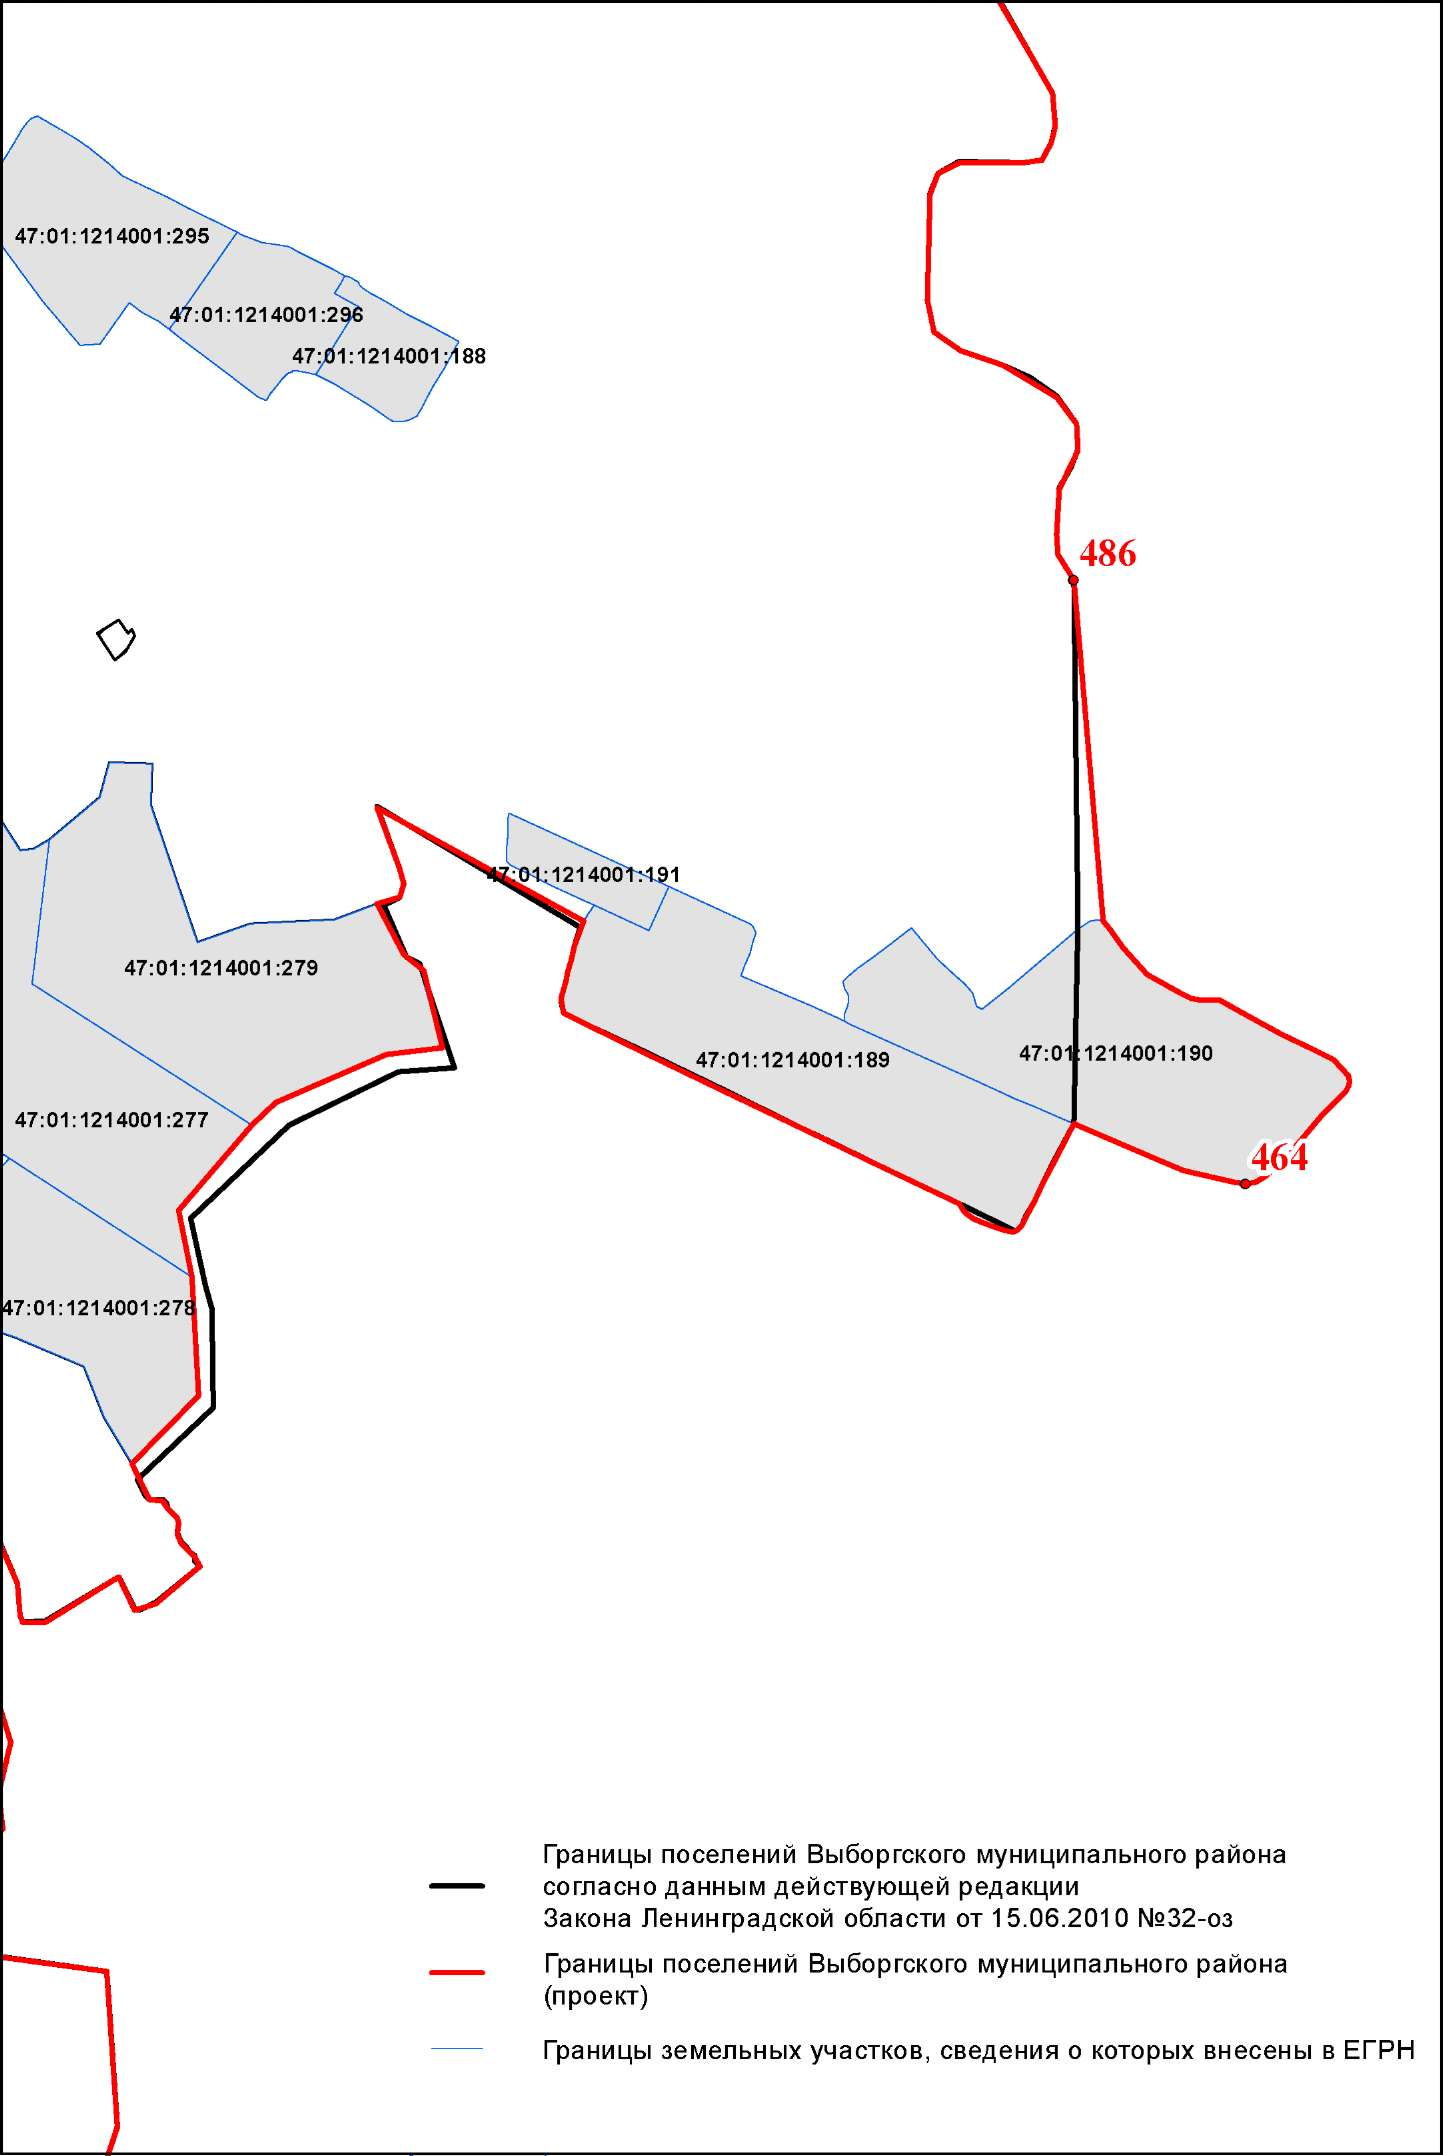 47:01:1214001:295
47:01:1214001:296
47:01:1214001:188
486
47:01:1214001:191
47:01:1214001:279
47:01:1214001:189
47:01:1214001:190
47:01:1214001:277
464
47:01:1214001:278
Границы поселений Выборгского муниципального района
согласно данным действующей редакции
Закона Ленинградской области от 15.06.2010 №32-оз
Границы поселений Выборгского муниципального района
(проект)
Границы земельных участков, сведения о которых внесены в ЕГРН